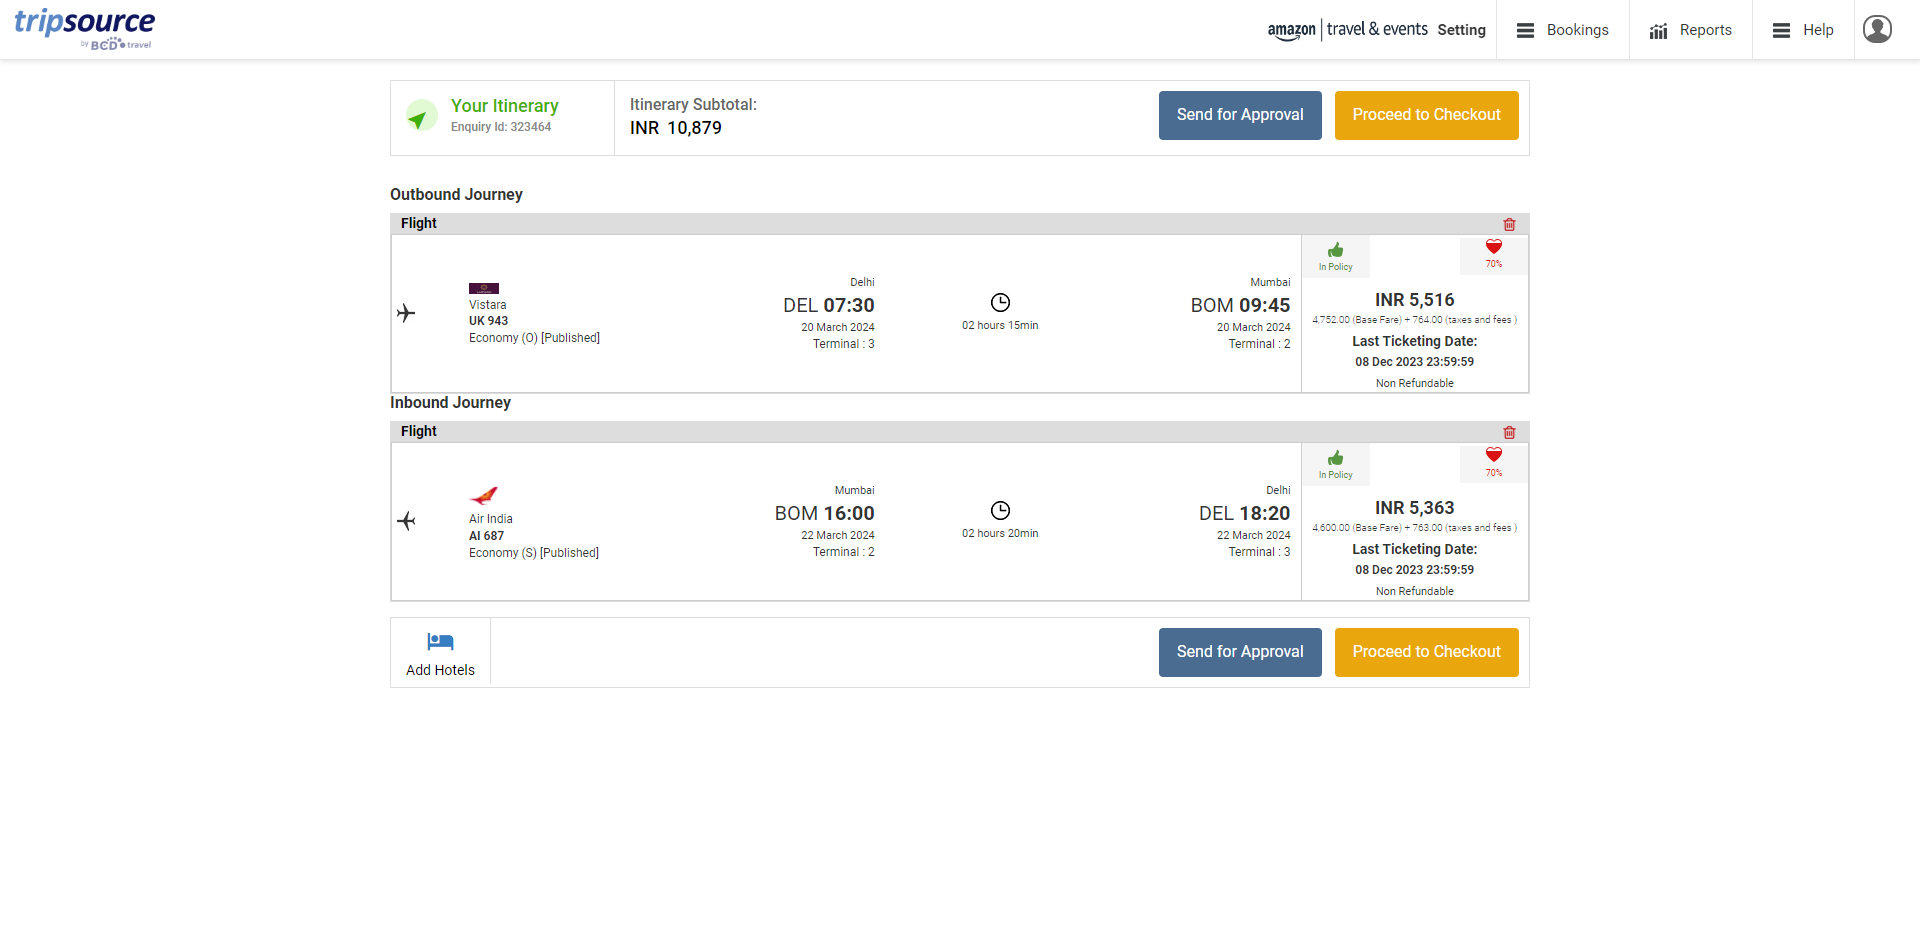 tripsource
by BCD travel
amazon travel & events Setting
Bookings
Reports
Help
Your Itinerary
Enquiry Id: 323464
Itinerary Subtotal:
INR 10,879
Send for Approval
Proceed to Checkout
Outbound Journey
Flight
Vistara
UK 943
Economy (O) [Published]
Delhi
DEL 07:30
20 March 2024
Terminal : 3
02 hours 15min
Mumbai
BOM 09:45
20 March 2024
Terminal : 2
In Policy
70%
INR 5,516
4,752.00 (Base Fare) + 764.00 (taxes and fees )
Last Ticketing Date:
08 Dec 2023 23:59:59
Non Refundable
Inbound Journey
Flight
Air India
AI 687
Economy (S) [Published]
Mumbai
BOM 16:00
22 March 2024
Terminal : 2
02 hours 20min
Delhi
DEL 18:20
22 March 2024
Terminal : 3
In Policy
70%
INR 5,363
4,600.00 (Base Fare) + 763.00 (taxes and fees )
Last Ticketing Date:
08 Dec 2023 23:59:59
Non Refundable
Add Hotels
Send for Approval
Proceed to Checkout